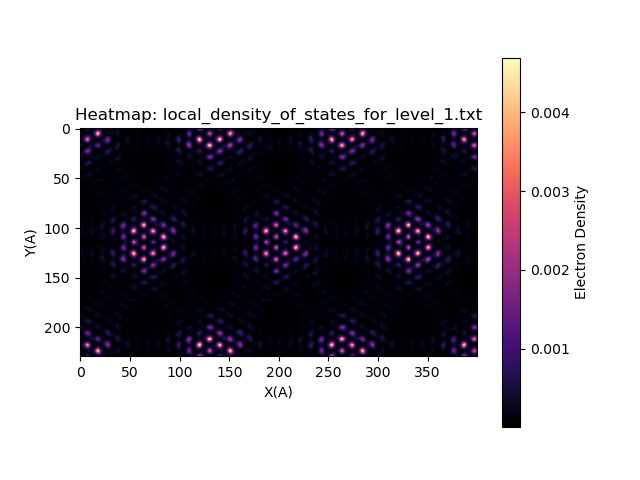 Heatmap: local_density_of_states_for_level_1.txt
0
50
100
150
200
Y(A)
0 50 100 150 200 250 300 350
X(A)
0.004
0.003
0.002
0.001
Electron Density